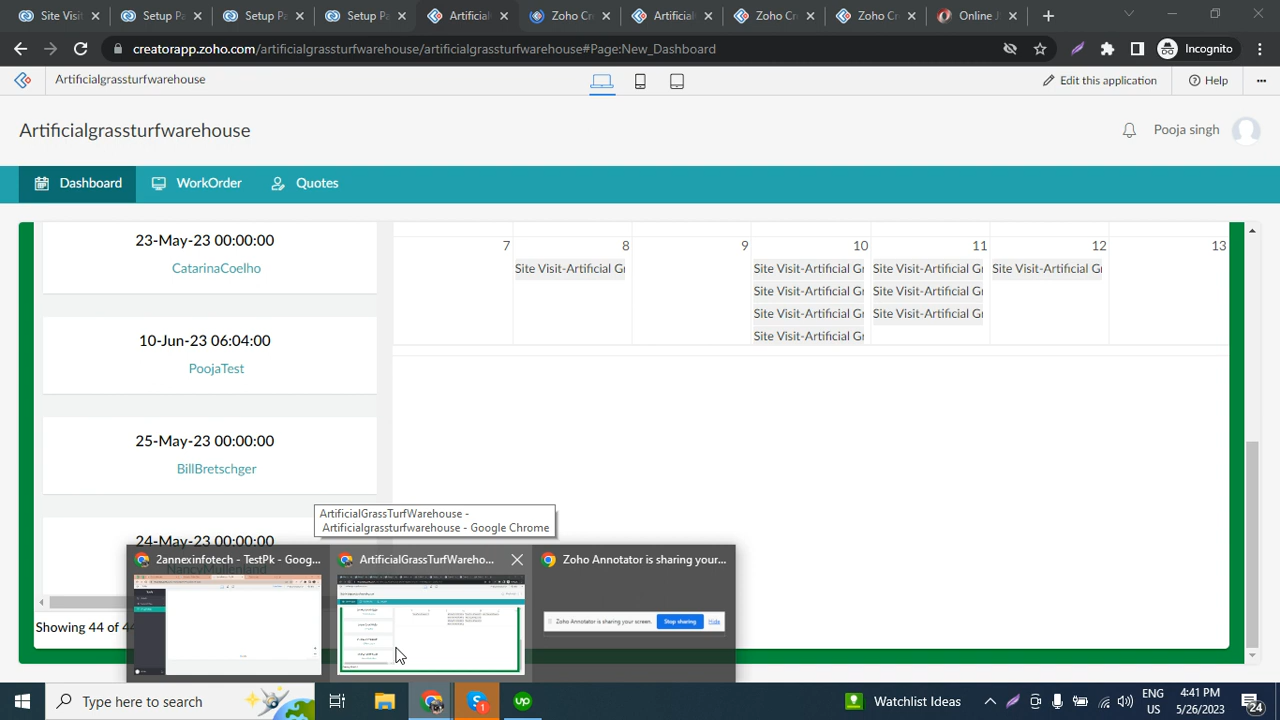 Site Visit
Setup Pa
Setup Pa
Setup Pa
Artificial
Zoho Cre
Artificial
Zoho Cre
Zoho Cre
Online J
creatorapp.zoho.com/artificialgrassturfwarehouse/artificialgrassturfwarehouse#Page:New_Dashboard
Incognito
Artificialgrassturfwarehouse
Edit this application
Help
Artificialgrassturfwarehouse
Pooja singh
Dashboard
WorkOrder
Quotes
23-May-23 00:00:00
CatarinaCoelho
10-Jun-23 06:04:00
PoojaTest
25-May-23 00:00:00
BillBretschger
24-May-23 00:00:00
7 8 9 10 11 12 13
Site Visit-Artificial Gr
Site Visit-Artificial Gr
Site Visit-Artificial Gr
Site Visit-Artificial Gr
Site Visit-Artificial Gr
Site Visit-Artificial Gr
Site Visit-Artificial Gr
Site Visit-Artificial Gr
Site Visit-Artificial Gr
Showing 44 of 4
ArtificialGrassTurfWarehouse -
Artificialgrassturfwarehouse - Google Chrome
2annexinfotech - TestPk - Goog...
ArtificialGrassTurfWareho...
Zoho Annotator is sharing your...
Zoho Annotator is sharing your screen.
Stop sharing
Hide
Type here to search
Watchlist Ideas
ENG
US
4:41 PM
5/26/2023
24